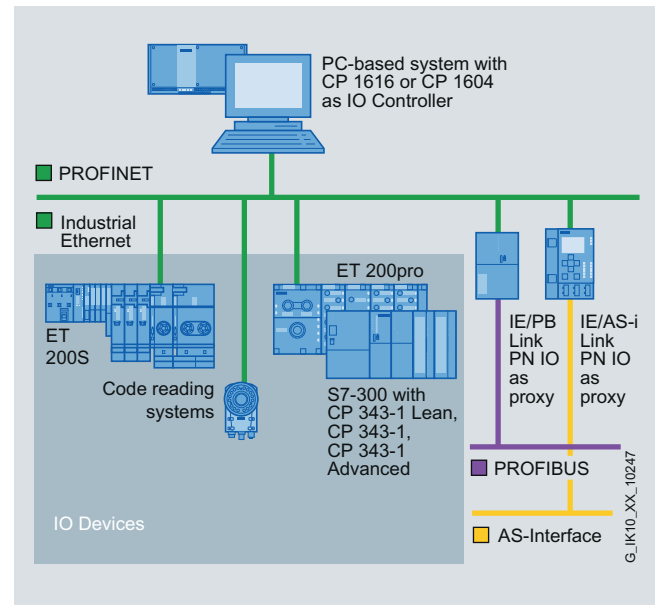 PC-based system with
CP 1616 or CP 1604
as IO Controller
PROFINET
Industrial
Ethernet
ET 200pro
ET
200S
Code reading
systems
S7-300 with
CP 343-1 Lean,
CP 343-1,
CP 343-1
Advanced
IE/PB
Link
PN IO
as
proxy
IE/AS-i
Link
PN IO
as
proxy
PROFIBUS
IO Devices
AS-Interface
G_IK10_XX_10247